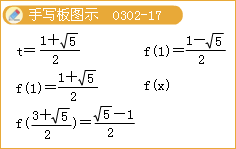 手写板图示 0302-17
t=(1+√5)/2 f(1)=(1-√5)/2
f(1)=(1+√5)/2 f(x)
f((3+√5)/2)=(√5-1)/2